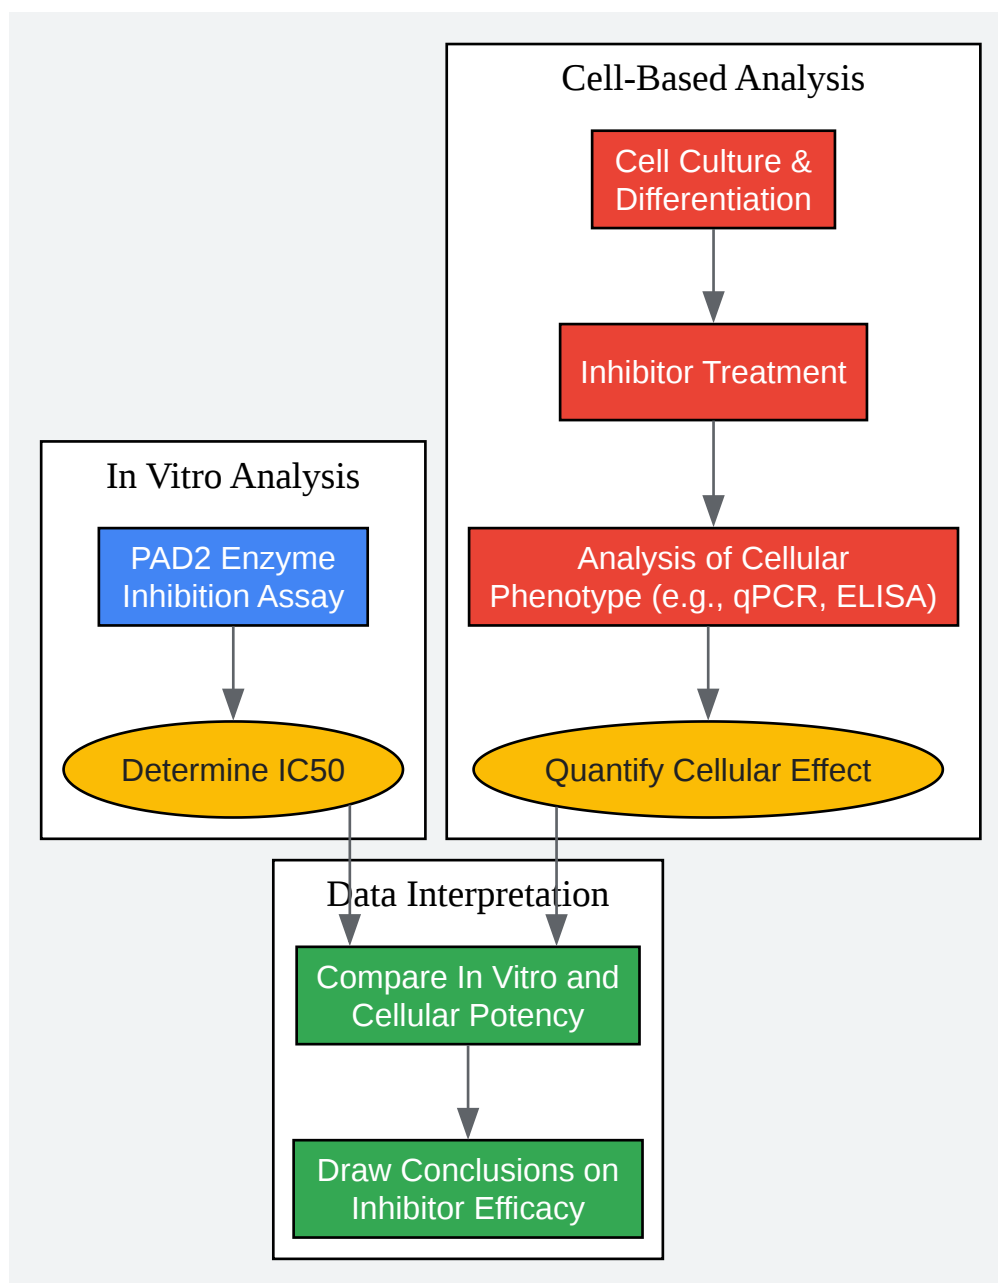 Cell-Based Analysis
Cell Culture &
Differentiation
Inhibitor Treatment
Analysis of Cellular
Phenotype (e.g., qPCR, ELISA)
Quantify Cellular Effect
In Vitro Analysis
PAD2 Enzyme
Inhibition Assay
Determine IC50
Data Interpretation
Compare In Vitro and
Cellular Potency
Draw Conclusions on
Inhibitor Efficacy